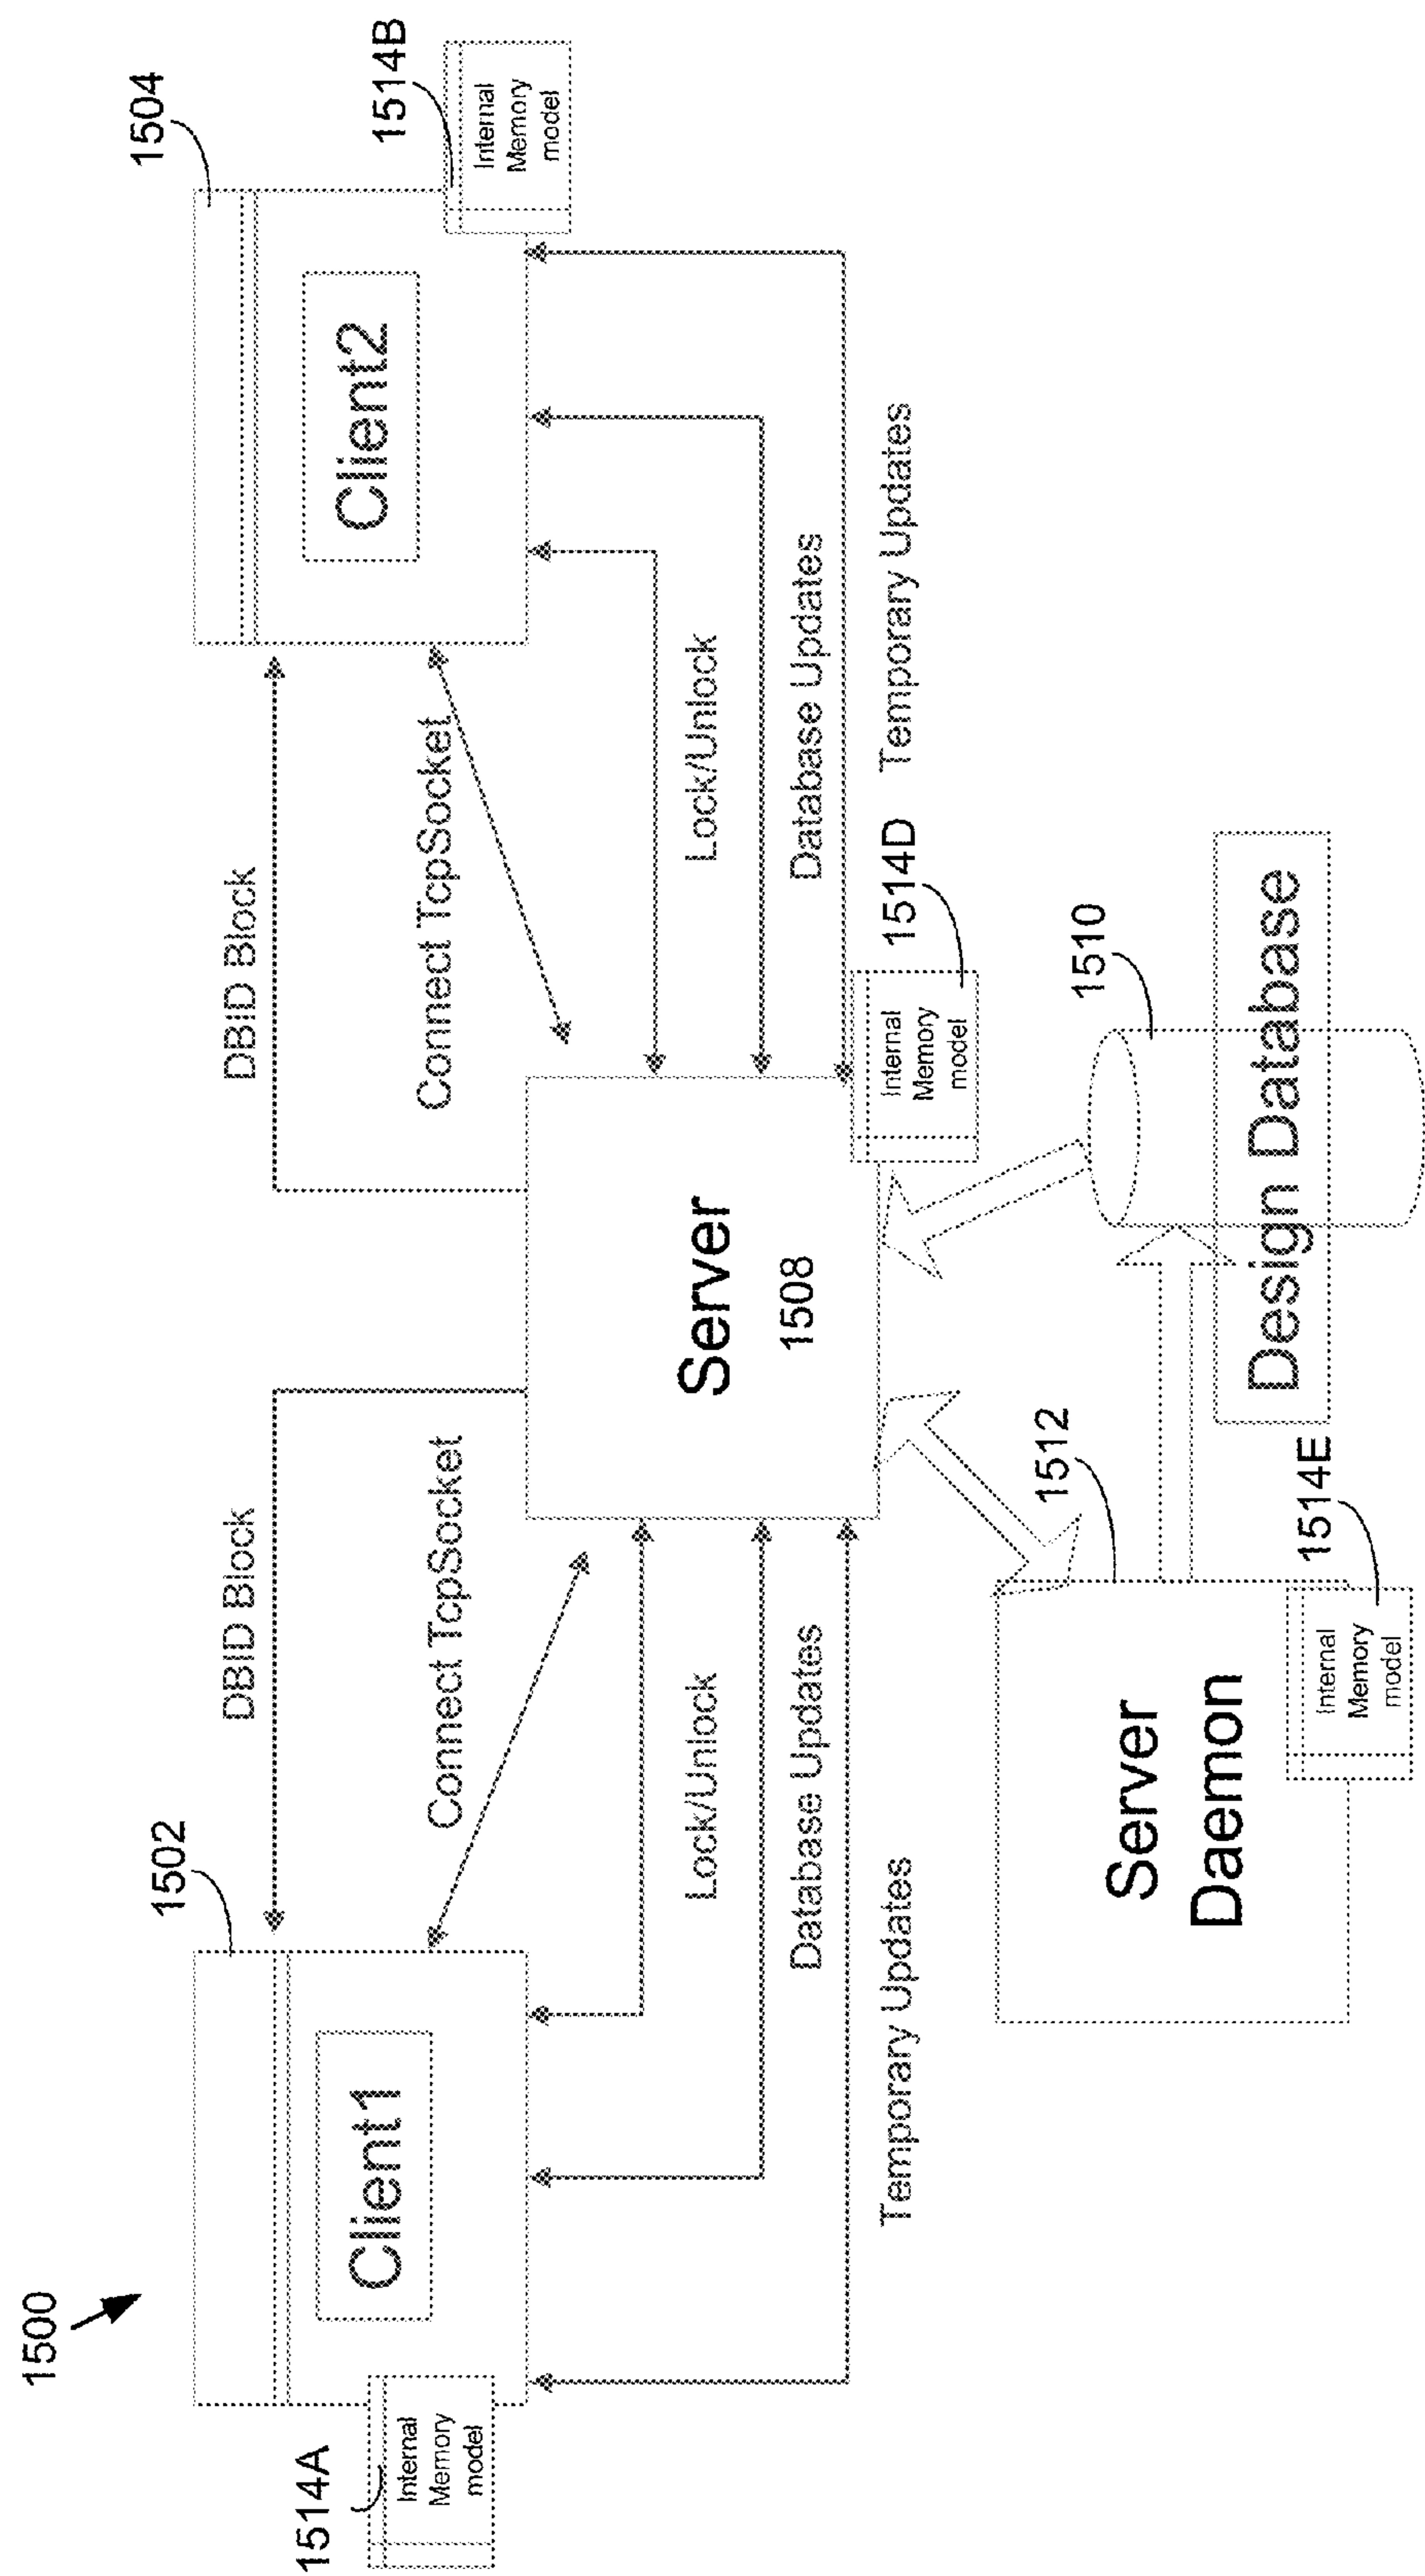 1500
1502
1504
DBID Block
DBID Block
Client1
Client2
1514A
Internal
Memory
model
1514B
Internal
Memory
model
Connect TcpSocket
Connect TcpSocket
Server
1508
Lock/Unlock
Lock/Unlock
Database Updates
Database Updates
Temporary Updates
Temporary Updates
1514D
Internal
Memory
model
1512
1510
Server
Daemon
Design Database
1514E
Internal
Memory
model